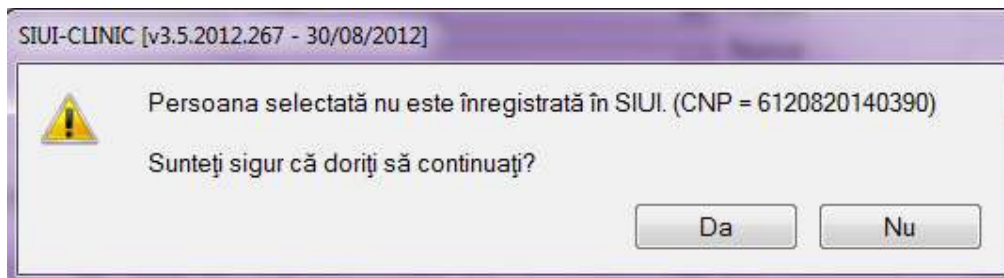 SIUI-CLINIC [v3.5.2012.267 - 30/08/2012]
Persoana selectată nu este înregistrată în SIUI. (CNP = 6120820140390)
Sunteţi sigur că doriţi să continuaţi?
Da Nu